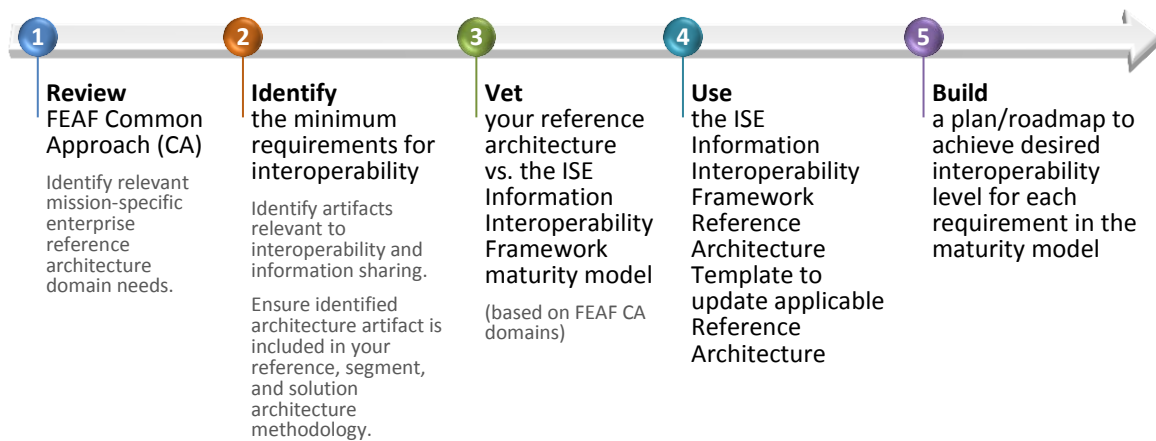 1
Review
FEAF Common
Approach (CA)
Identify relevant
mission-specific
enterprise
reference
architecture
domain needs.
2
Identify
the minimum
requirements for
interoperability
Identify artifacts
relevant to
interoperability and
information sharing.
Ensure identified
architecture artifact is
included in your
reference, segment,
and solution
architecture
methodology.
3
Vet
your reference
architecture
vs. the ISE
Information
Interoperability
Framework
maturity model
(based on FEAF CA
domains)
4
Use
the ISE
Information
Interoperability
Framework
Reference
Architecture
Template to
update applicable
Reference
Architecture
5
Build
a plan/roadmap to
achieve desired
interoperability
level for each
requirement in the
maturity model